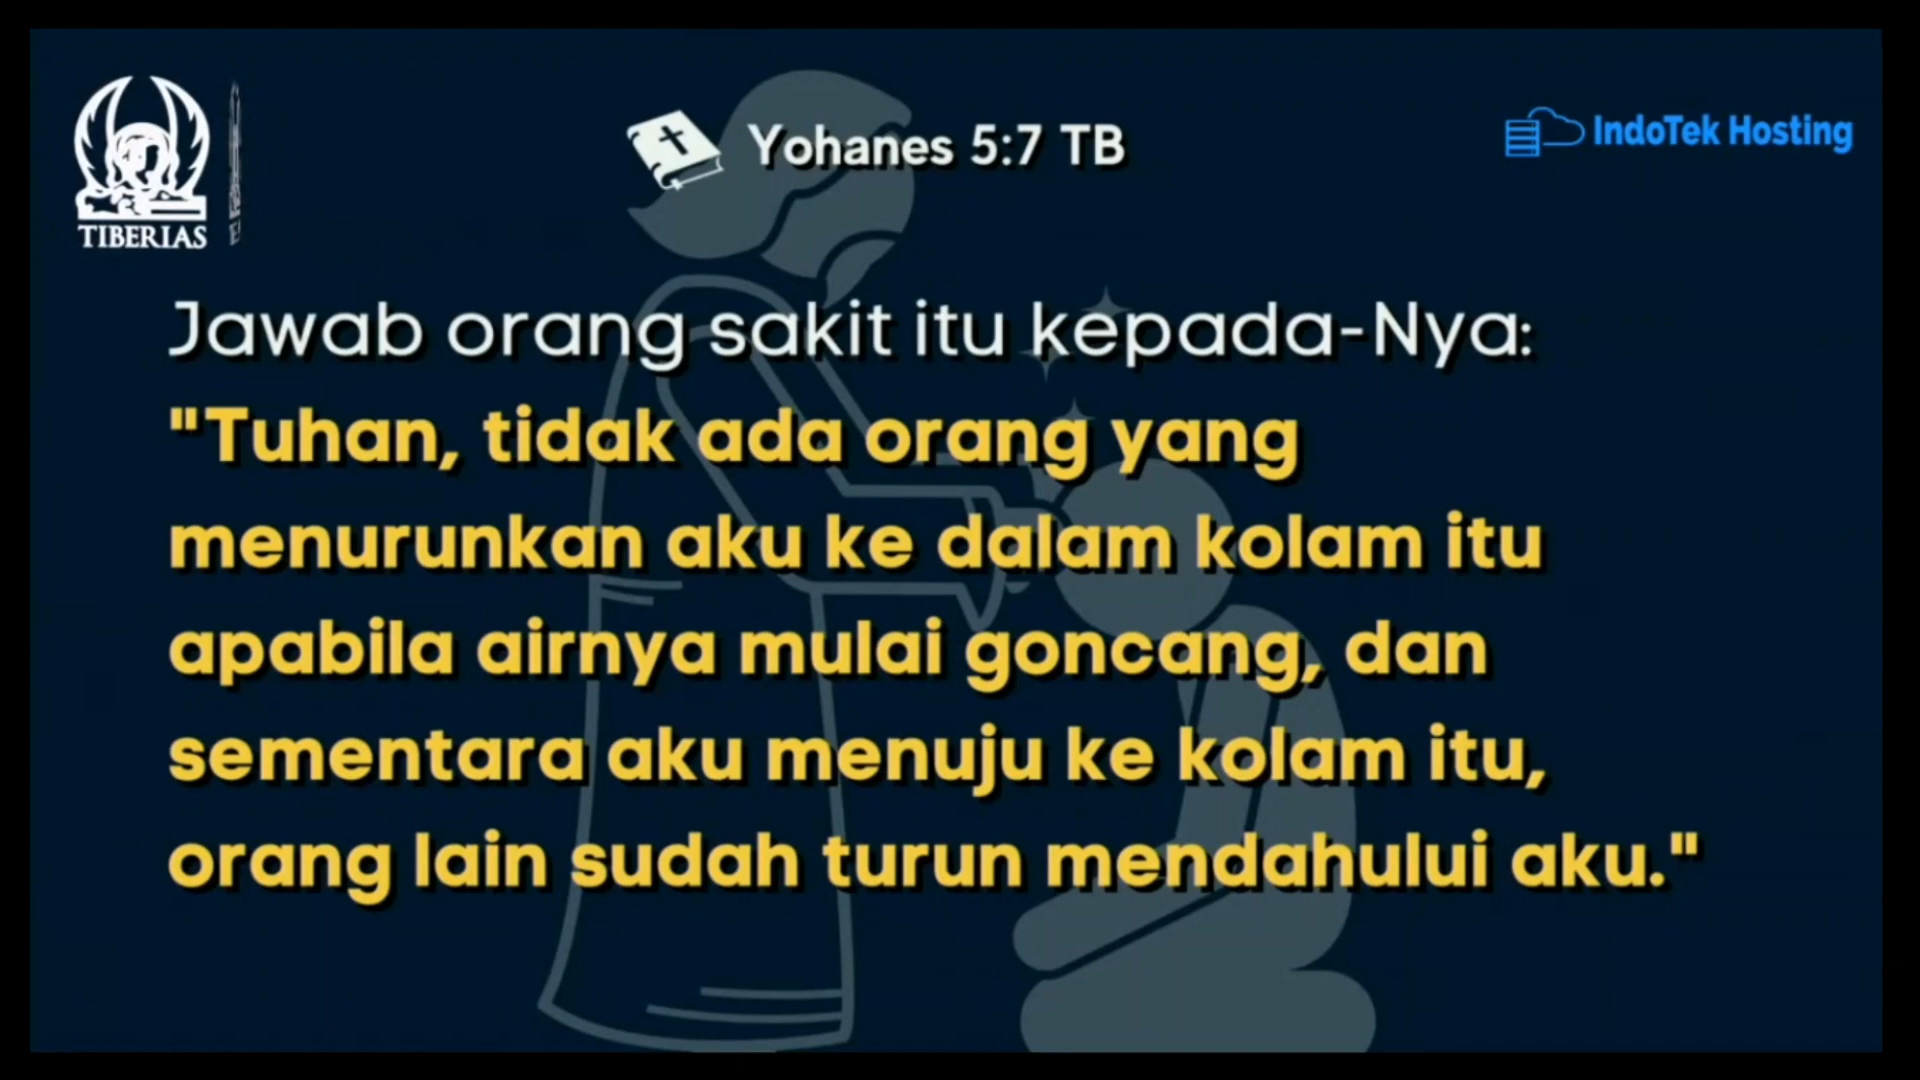 TIBERIAS
Yohanes 5:7 TB
IndoTek Hosting
Jawab orang sakit itu kepada-Nya:
"Tuhan, tidak ada orang yang
menurunkan aku ke dalam kolam itu
apabila airnya mulai goncang, dan
sementara aku menuju ke kolam itu,
orang lain sudah turun mendahului aku."